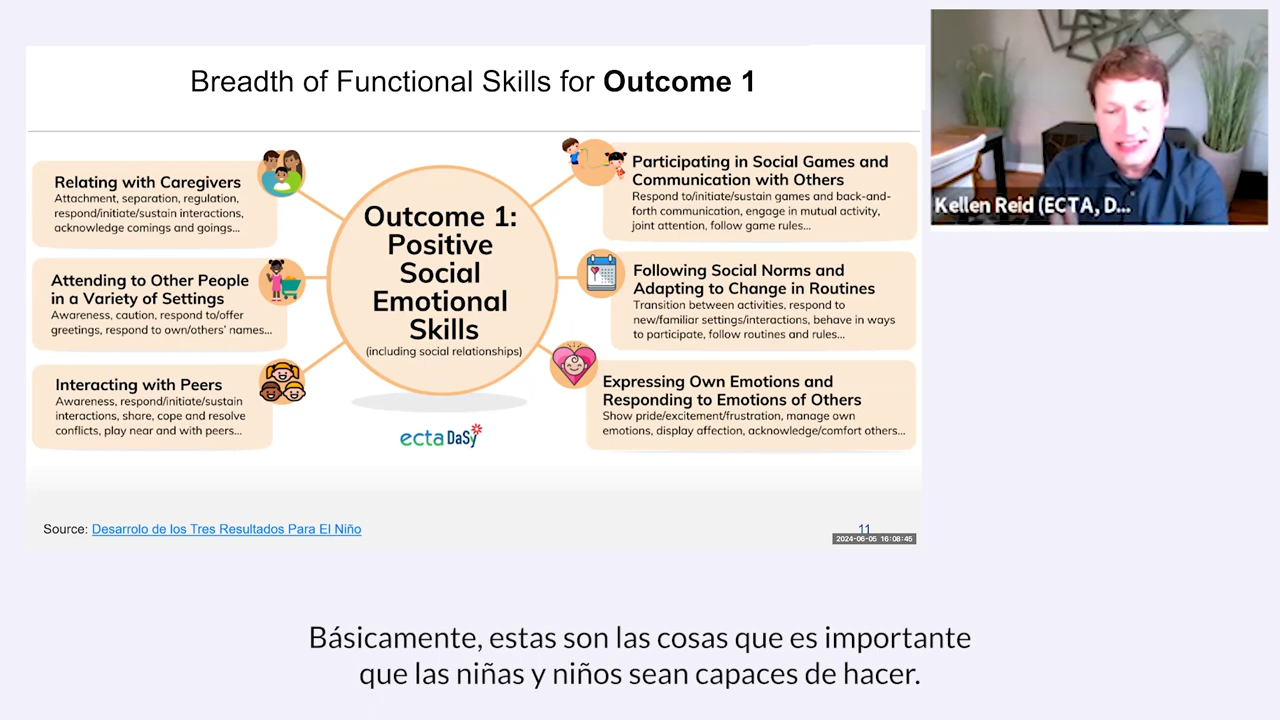 Breadth of Functional Skills for Outcome 1
Relating with Caregivers
Attachment, separation, regulation,
respond/initiate/sustain interactions,
acknowledge comings and goings...
Attending to Other People
in a Variety of Settings
Awareness, caution, respond to/offer
greetings, respond to own/others' names...
Interacting with Peers
Awareness, respond/initiate/sustain
interactions, share, cope and resolve
conflicts, play near and with peers...
Outcome 1:
Positive
Social
Emotional
Skills
(including social relationships)
ecta DaSy
Participating in Social Games and
Communication with Others
Respond to/initiate/sustain games and back-and-
forth communication, engage in mutual activity,
joint attention, follow game rules...
Following Social Norms and
Adapting to Change in Routines
Transition between activities, respond to
new/familiar settings/interactions, behave in ways
to participate, follow routines and rules...
Expressing Own Emotions and
Responding to Emotions of Others
Show pride/excitement/frustration, manage own
emotions, display affection, acknowledge/comfort others...
Source: Desarrolo de los Tres Resultados Para El Niño
11
2024-06-05 16:08:45
Kellen Reid (ECTA, D...
Básicamente, estas son las cosas que es importante
que las niñas y niños sean capaces de hacer.